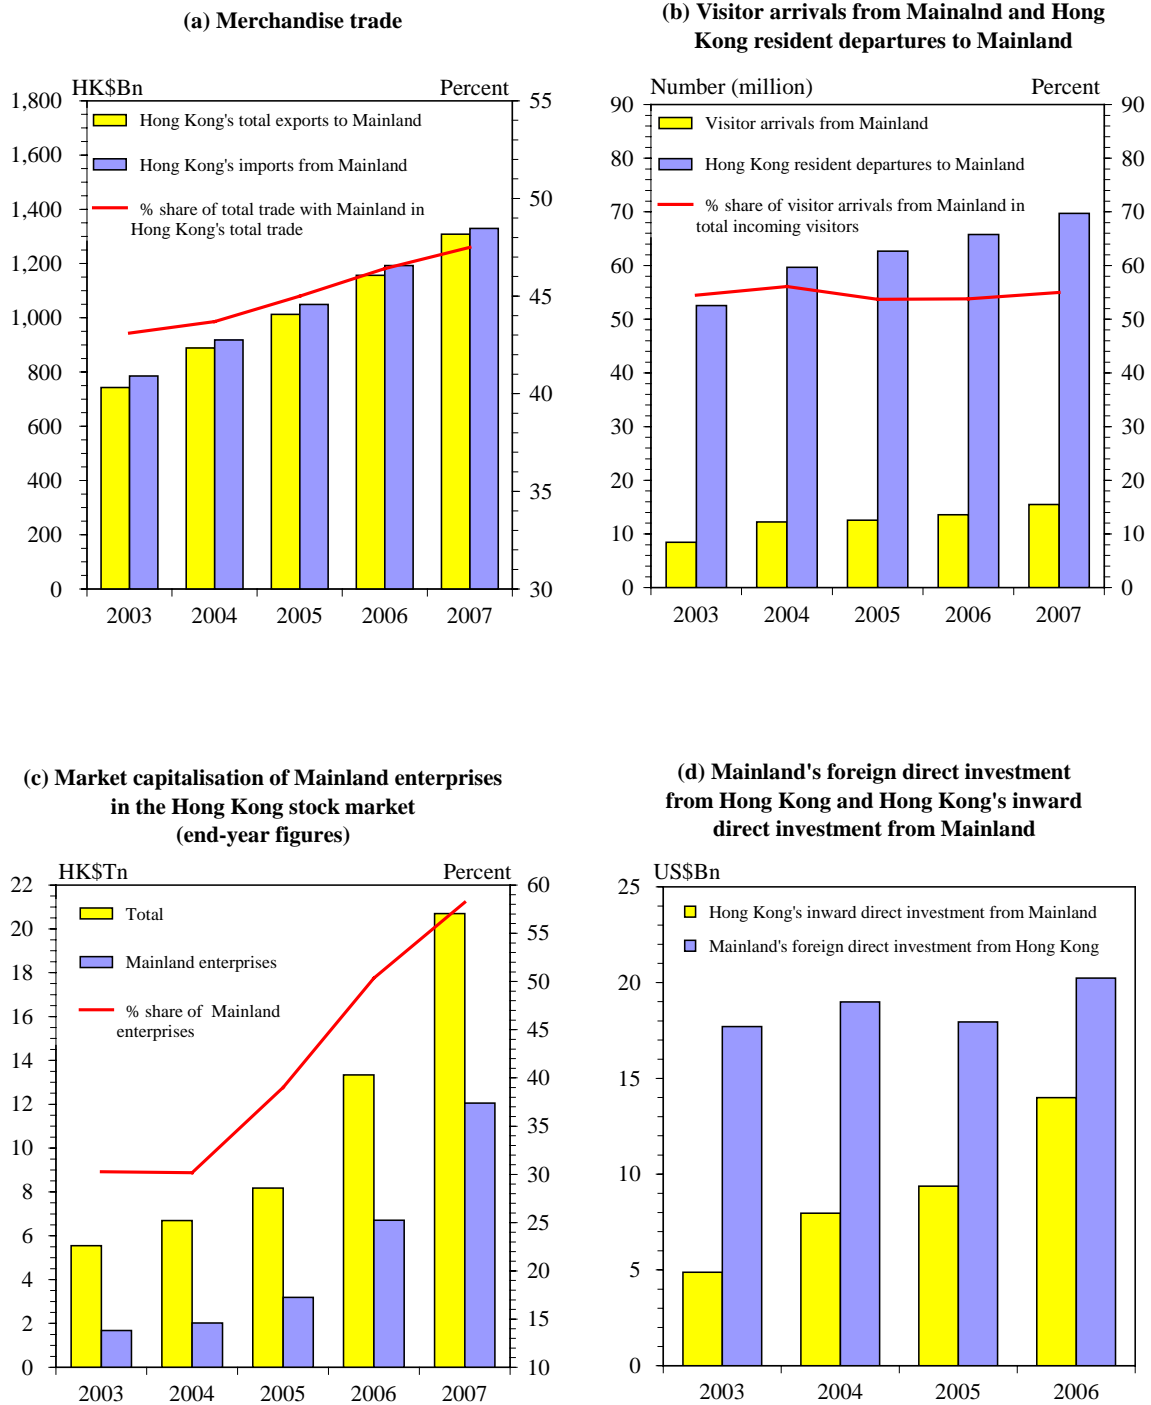 (a) Merchandise trade
HK$Bn Percent
1,800
1,600
1,400
1,200
1,000
800
600
400
200
0
55
50
45
40
35
30
Hong Kong's total exports to Mainland
Hong Kong's imports from Mainland
% share of total trade with Mainland in
Hong Kong's total trade
2003 2004 2005 2006 2007
(b) Visitor arrivals from Mainalnd and Hong
Kong resident departures to Mainland
Number (million) Percent
90
80
70
60
50
40
30
20
10
0
90
80
70
60
50
40
30
20
10
0
Visitor arrivals from Mainland
Hong Kong resident departures to Mainland
% share of visitor arrivals from Mainland in
total incoming visitors
2003 2004 2005 2006 2007
(c) Market capitalisation of Mainland enterprises
in the Hong Kong stock market
(end-year figures)
HK$Tn Percent
22
20
18
16
14
12
10
8
6
4
2
0
60
55
50
45
40
35
30
25
20
15
10
Total
Mainland enterprises
% share of Mainland
enterprises
2003 2004 2005 2006 2007
(d) Mainland's foreign direct investment
from Hong Kong and Hong Kong's inward
direct investment from Mainland
US$Bn
25
20
15
10
5
0
Hong Kong's inward direct investment from Mainland
Mainland's foreign direct investment from Hong Kong
2003 2004 2005 2006